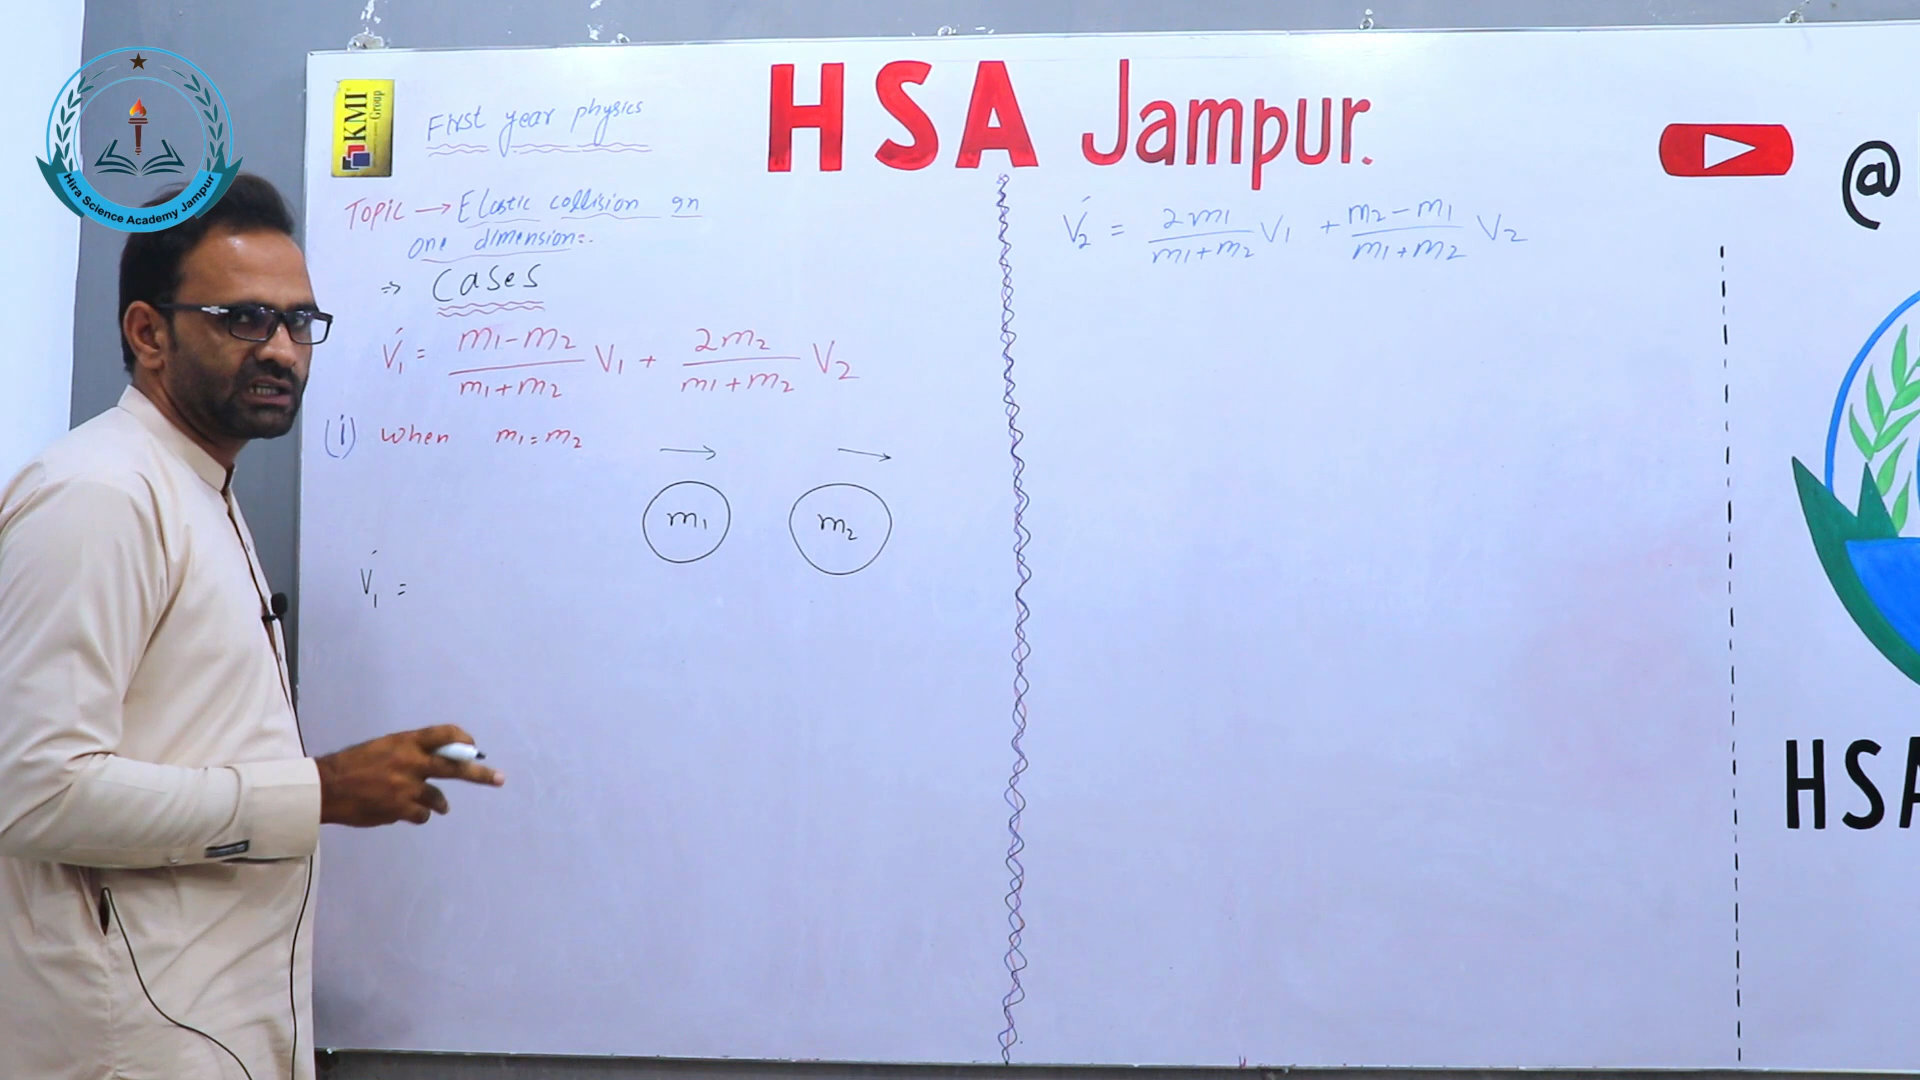 Hira Science Academy Jampur
KMI
Group
First year physics
HSA Jampur.
@
Topic → Elastic collision in
one dimension:-
⇒ Cases
V́₁ = (m₁-m₂)/(m₁+m₂) V₁ + 2m₂/(m₁+m₂) V₂
(i) when m₁=m₂
m₁ m₂
V́₁ =
V́₂ = 2m₁/(m₁+m₂) V₁ + (m₂-m₁)/(m₁+m₂) V₂
HSA